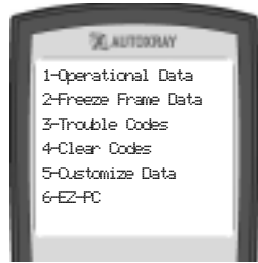 AUTOXRAY
1-Operational Data
2-Freeze Frame Data
3-Trouble Codes
4-Clear Codes
5-Customize Data
6-EZ-PC